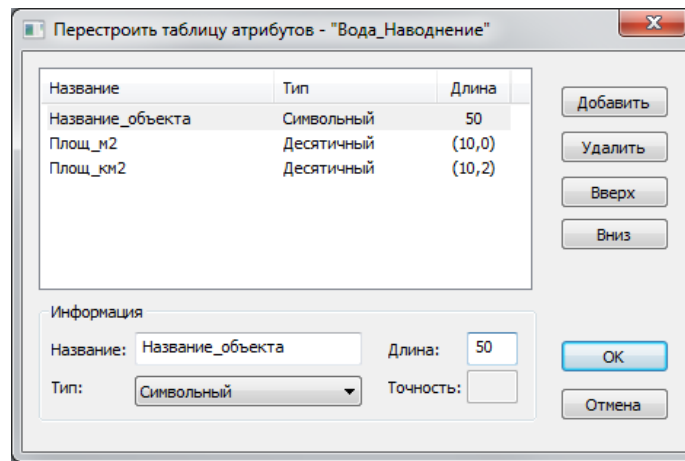 Перестроить таблицу атрибутов - "Вода_Наводнение"
Название Тип Длина
Название_объекта Символьный 50
Площ_м2 Десятичный (10,0)
Площ_км2 Десятичный (10,2)
Добавить
Удалить
Вверх
Вниз
Информация
Название: Название_объекта Длина: 50
Тип: Символьный Точность:
OK
Отмена